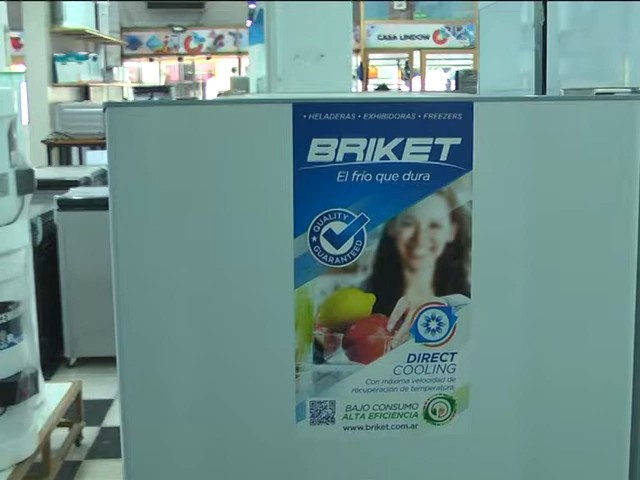 CASA LINDOW
• HELADERAS • EXHIBIDORAS • FREEZERS
BRIKET
El frío que dura
QUALITY
GUARANTEED
DIRECT
COOLING
Con máxima velocidad de
recuperación de temperatura.
BAJO CONSUMO
ALTA EFICIENCIA
www.briket.com.ar